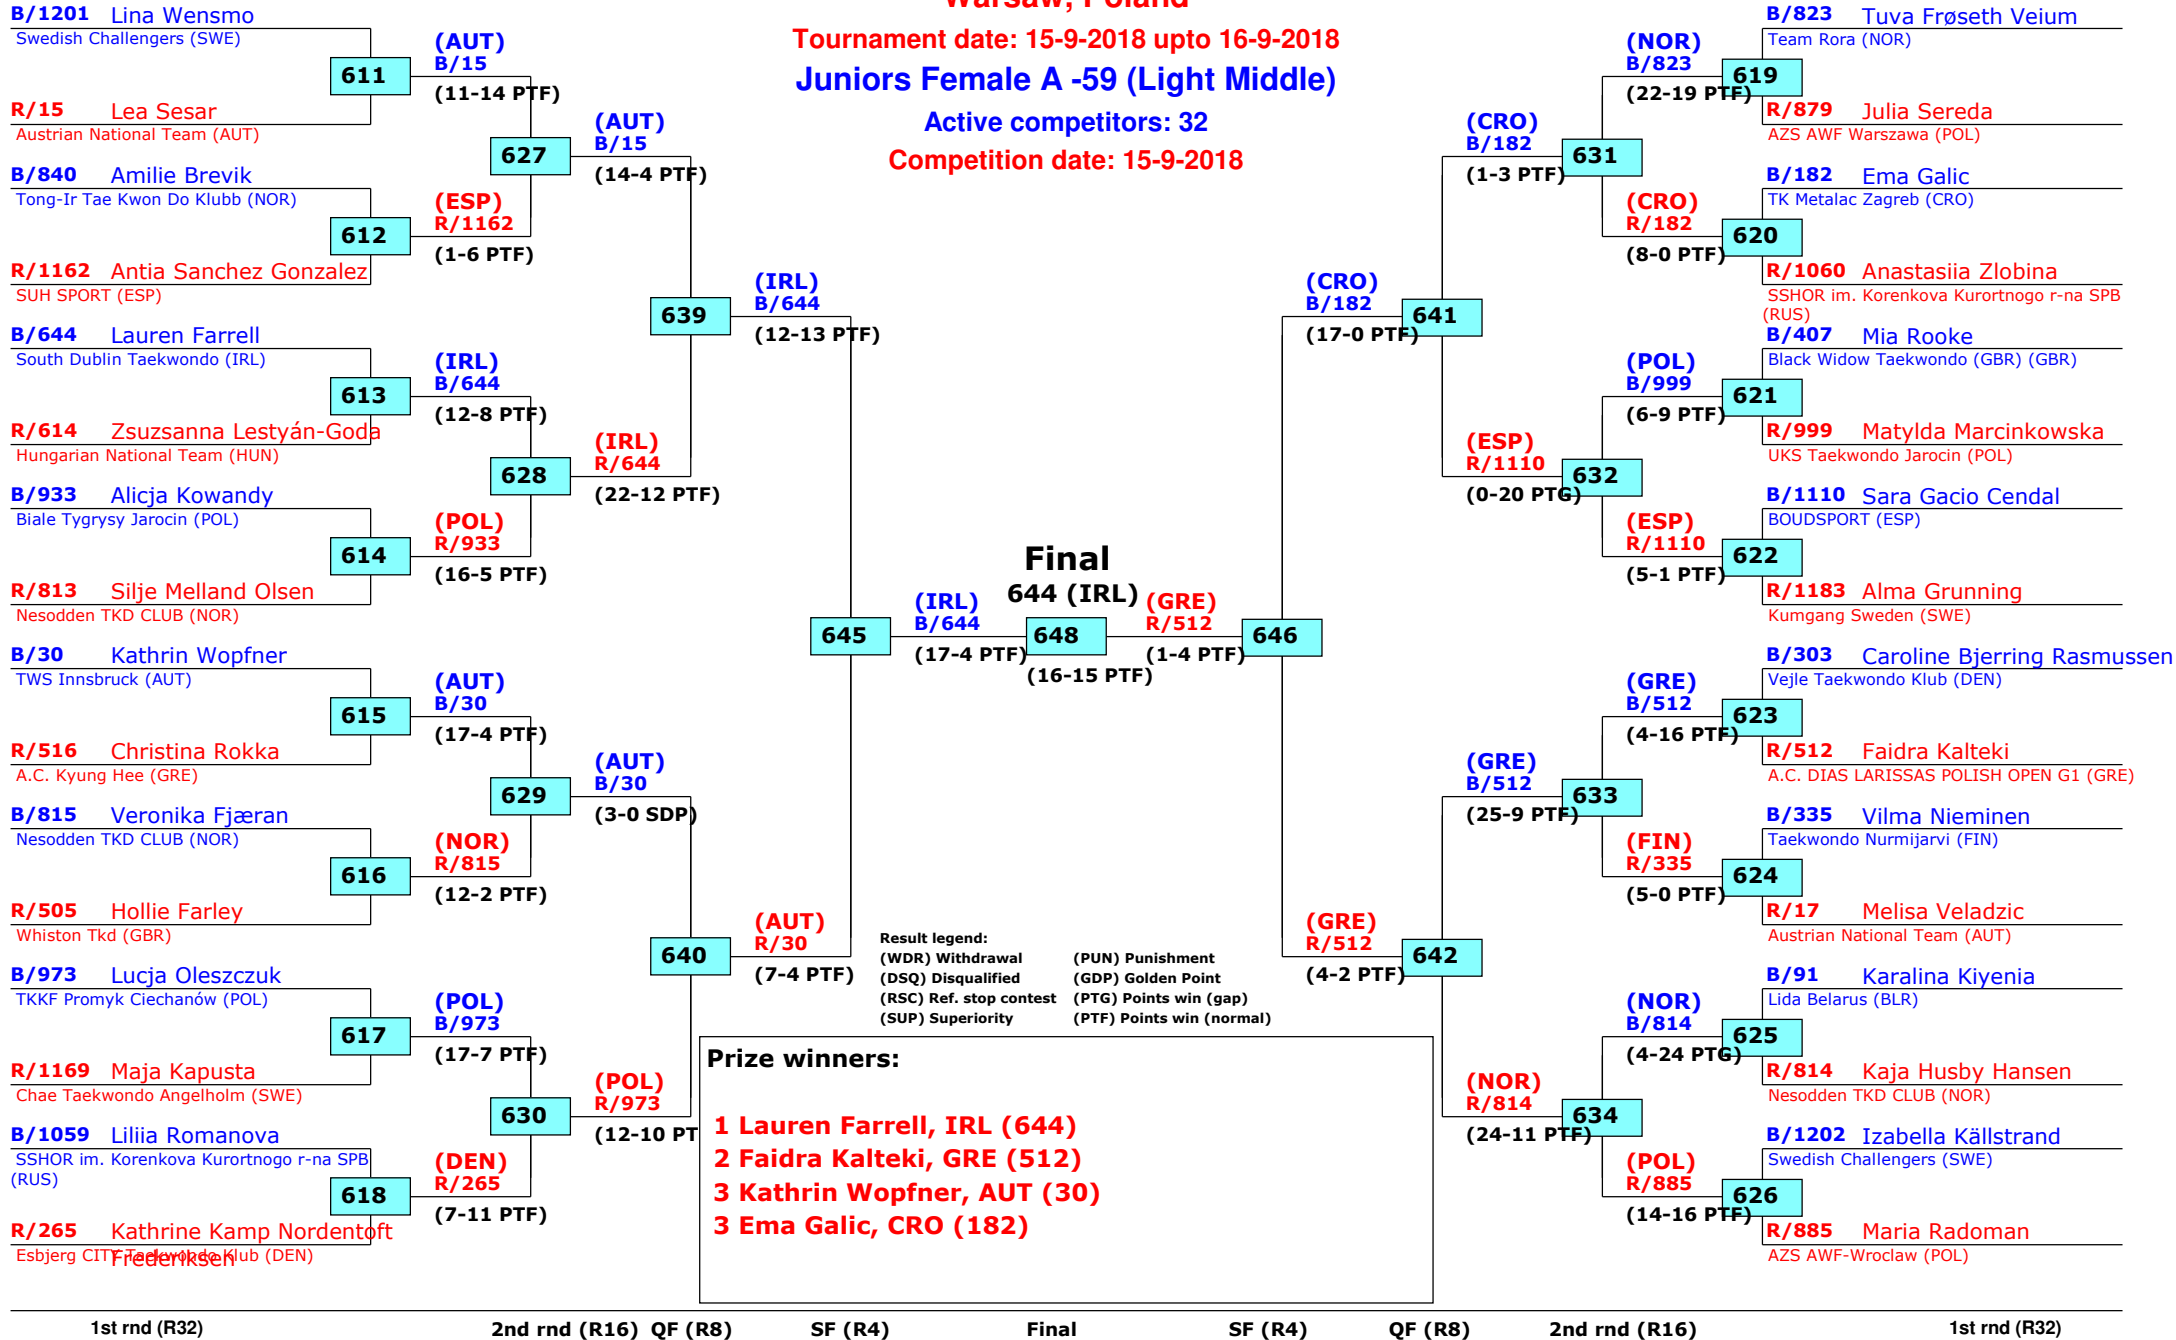 Warsaw, Poland
Tournament date: 15-9-2018 upto 16-9-2018
Juniors Female A -59 (Light Middle)
Active competitors: 32
Competition date: 15-9-2018
B/1201 Lina Wensmo
Swedish Challengers (SWE)
611
R/15 Lea Sesar
Austrian National Team (AUT)
B/840 Amilie Brevik
Tong-Ir Tae Kwon Do Klubb (NOR)
612
R/1162 Antia Sanchez Gonzalez
SUH SPORT (ESP)
B/644 Lauren Farrell
South Dublin Taekwondo (IRL)
613
R/614 Zsuzsanna Lestyán-Goda
Hungarian National Team (HUN)
B/933 Alicja Kowandy
Biale Tygrysy Jarocin (POL)
614
R/813 Silje Melland Olsen
Nesodden TKD CLUB (NOR)
B/30 Kathrin Wopfner
TWS Innsbruck (AUT)
615
R/516 Christina Rokka
A.C. Kyung Hee (GRE)
B/815 Veronika Fjæran
Nesodden TKD CLUB (NOR)
616
R/505 Hollie Farley
Whiston Tkd (GBR)
B/973 Lucja Oleszczuk
TKKF Promyk Ciechanów (POL)
617
R/1169 Maja Kapusta
Chae Taekwondo Angelholm (SWE)
B/1059 Liliia Romanova
SSHOR im. Korenkova Kurortnogo r-na SPB
(RUS)
618
R/265 Kathrine Kamp Nordentoft
Frederiksen
Esbjerg CITY Taekwondo Klub (DEN)
(AUT)
B/15
(11-14 PTF)
627
(ESP)
R/1162
(1-6 PTF)
(IRL)
B/644
(12-8 PTF)
628
(POL)
R/933
(16-5 PTF)
(AUT)
B/30
(17-4 PTF)
629
(NOR)
R/815
(12-2 PTF)
(POL)
B/973
(17-7 PTF)
630
(DEN)
R/265
(7-11 PTF)
(AUT)
B/15
(14-4 PTF)
639
(IRL)
R/644
(22-12 PTF)
(AUT)
B/30
(3-0 SDP)
640
(POL)
R/973
(12-10 PT
(IRL)
B/644
(12-13 PTF)
645
(AUT)
R/30
(7-4 PTF)
(IRL)
B/644
(17-4 PTF)
Final
644 (IRL)
648
(16-15 PTF)
(GRE)
R/512
(1-4 PTF)
646
(CRO)
B/182
(17-0 PTF)
641
(GRE)
R/512
(4-2 PTF)
642
(CRO)
B/182
(1-3 PTF)
631
(ESP)
R/1110
(0-20 PTG)
632
(GRE)
B/512
(25-9 PTF)
633
(NOR)
R/814
(24-11 PTF)
634
(NOR)
B/823
(22-19 PTF)
619
(CRO)
R/182
(8-0 PTF)
620
(POL)
B/999
(6-9 PTF)
621
(ESP)
R/1110
(5-1 PTF)
622
(GRE)
B/512
(4-16 PTF)
623
(FIN)
R/335
(5-0 PTF)
624
(NOR)
B/814
(4-24 PTG)
625
(POL)
R/885
(14-16 PTF)
626
B/823 Tuva Frøseth Veium
Team Rora (NOR)
R/879 Julia Sereda
AZS AWF Warszawa (POL)
B/182 Ema Galic
TK Metalac Zagreb (CRO)
R/1060 Anastasiia Zlobina
SSHOR im. Korenkova Kurortnogo r-na SPB
(RUS)
B/407 Mia Rooke
Black Widow Taekwondo (GBR) (GBR)
R/999 Matylda Marcinkowska
UKS Taekwondo Jarocin (POL)
B/1110 Sara Gacio Cendal
BOUDSPORT (ESP)
R/1183 Alma Grunning
Kumgang Sweden (SWE)
B/303 Caroline Bjerring Rasmussen
Vejle Taekwondo Klub (DEN)
R/512 Faidra Kalteki
A.C. DIAS LARISSAS POLISH OPEN G1 (GRE)
B/335 Vilma Nieminen
Taekwondo Nurmijarvi (FIN)
R/17 Melisa Veladzic
Austrian National Team (AUT)
B/91 Karalina Kiyenia
Lida Belarus (BLR)
R/814 Kaja Husby Hansen
Nesodden TKD CLUB (NOR)
B/1202 Izabella Källstrand
Swedish Challengers (SWE)
R/885 Maria Radoman
AZS AWF-Wroclaw (POL)
Result legend:
(WDR) Withdrawal (PUN) Punishment
(DSQ) Disqualified (GDP) Golden Point
(RSC) Ref. stop contest (PTG) Points win (gap)
(SUP) Superiority (PTF) Points win (normal)
Prize winners:
1 Lauren Farrell, IRL (644)
2 Faidra Kalteki, GRE (512)
3 Kathrin Wopfner, AUT (30)
3 Ema Galic, CRO (182)
1st rnd (R32) 2nd rnd (R16) QF (R8) SF (R4) Final SF (R4) QF (R8) 2nd rnd (R16) 1st rnd (R32)